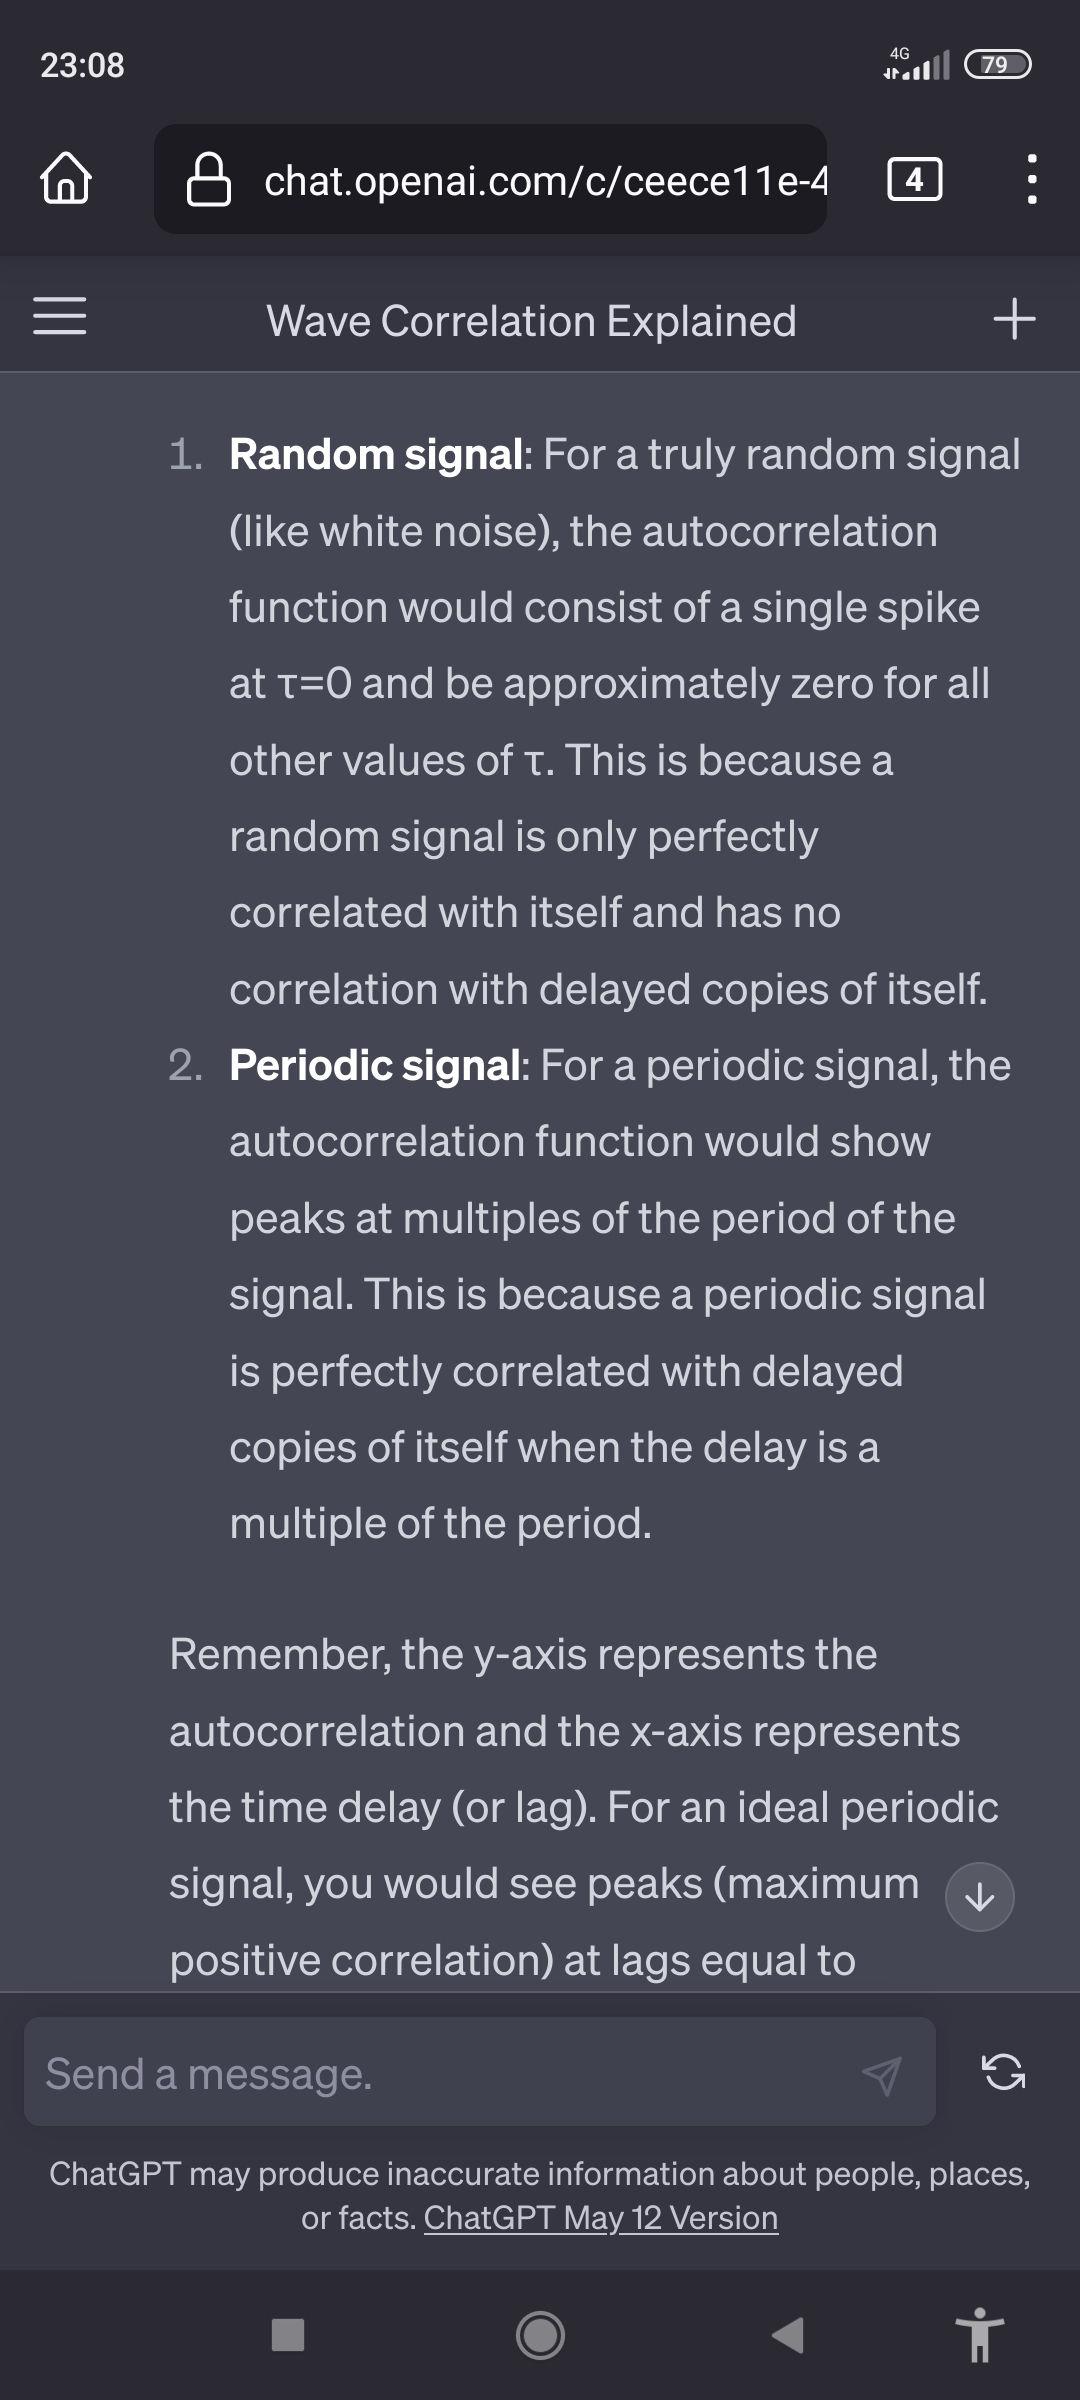 23:08
4G
79
chat.openai.com/c/ceece11e-4
4
Wave Correlation Explained
1. Random signal: For a truly random signal
(like white noise), the autocorrelation
function would consist of a single spike
at τ=0 and be approximately zero for all
other values of τ. This is because a
random signal is only perfectly
correlated with itself and has no
correlation with delayed copies of itself.
2. Periodic signal: For a periodic signal, the
autocorrelation function would show
peaks at multiples of the period of the
signal. This is because a periodic signal
is perfectly correlated with delayed
copies of itself when the delay is a
multiple of the period.
Remember, the y-axis represents the
autocorrelation and the x-axis represents
the time delay (or lag). For an ideal periodic
signal, you would see peaks (maximum
positive correlation) at lags equal to
Send a message.
ChatGPT may produce inaccurate information about people, places,
or facts. ChatGPT May 12 Version